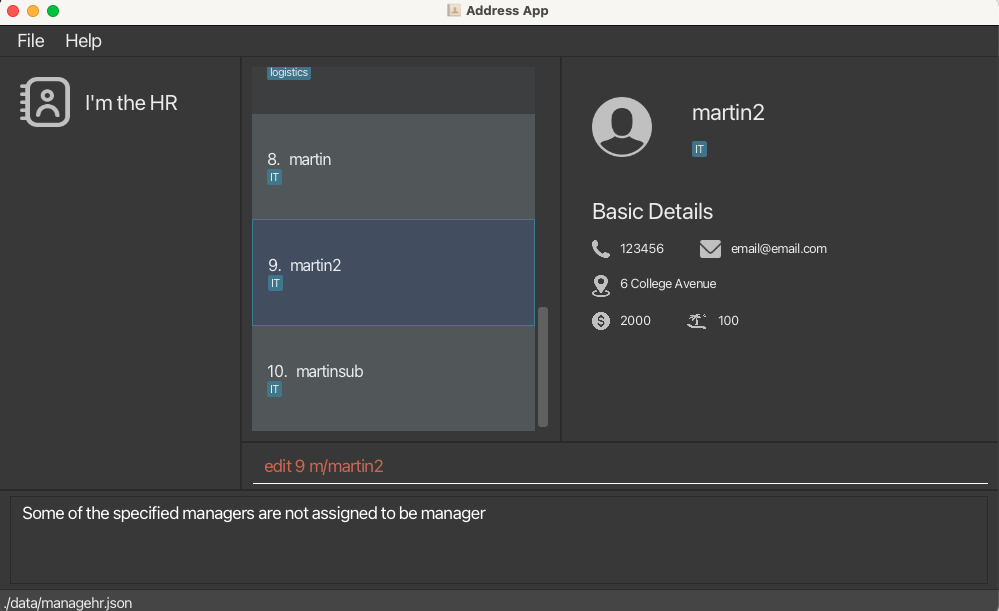 Address App
File Help
I'm the HR
logistics
8. martin
IT
9. martin2
IT
10. martinsub
IT
martin2
IT
Basic Details
123456 email@email.com
6 College Avenue
2000 100
edit 9 m/martin2
Some of the specified managers are not assigned to be manager
./data/managehr.json